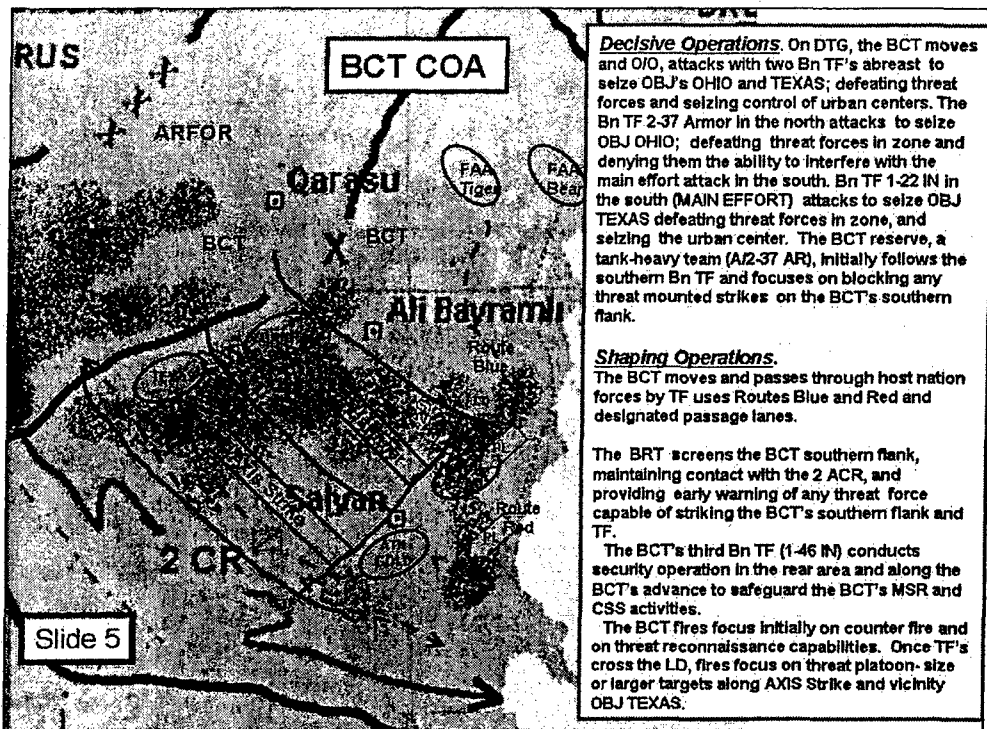 RUS
BCT COA
ARFOR
FAA
Tiger
FAA
Bear
Qarasu
BCT
X
BCT
Ali Bayramli
Route
Blue
Salyan
Route
Red
PL
2 CR
Slide 5
Decisive Operations. On DTG, the BCT moves
and O/O, attacks with two Bn TF's abreast to
seize OBJ's OHIO and TEXAS; defeating threat
forces and seizing control of urban centers. The
Bn TF 2-37 Armor in the north attacks to seize
OBJ OHIO; defeating threat forces in zone and
denying them the ability to interfere with the
main effort attack in the south. Bn TF 1-22 IN in
the south (MAIN EFFORT) attacks to seize OBJ
TEXAS defeating threat forces in zone, and
seizing the urban center. The BCT reserve, a
tank-heavy team (A/2-37 AR), initially follows the
southern Bn TF and focuses on blocking any
threat mounted strikes on the BCT's southern
flank.
Shaping Operations.
The BCT moves and passes through host nation
forces by TF uses Routes Blue and Red and
designated passage lanes.
The BRT screens the BCT southern flank,
maintaining contact with the 2 ACR, and
providing early warning of any threat force
capable of striking the BCT's southern flank and
TF.
The BCT's third Bn TF (1-46 IN) conducts
security operation in the rear area and along the
BCT's advance to safeguard the BCT's MSR and
CSS activities.
The BCT fires focus initially on counter fire and
on threat reconnaissance capabilities. Once TF's
cross the LD, fires focus on threat platoon- size
or larger targets along AXIS Strike and vicinity
OBJ TEXAS.